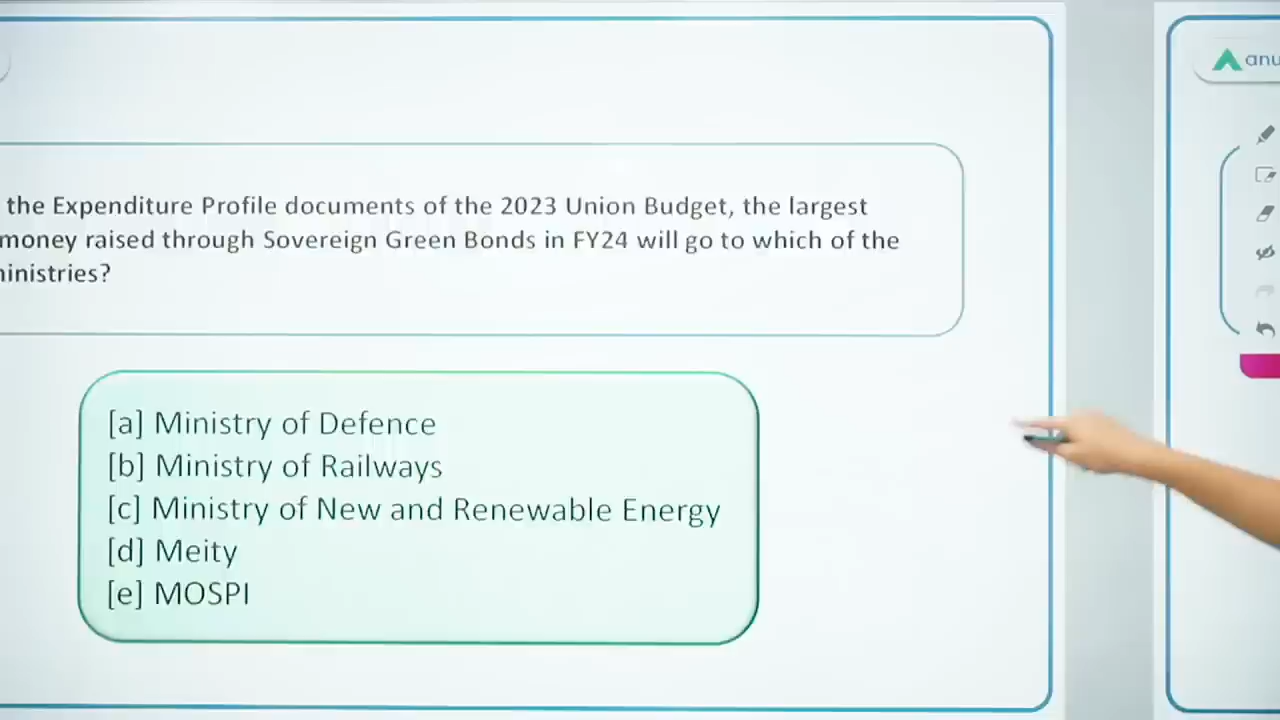 the Expenditure Profile documents of the 2023 Union Budget, the largest
money raised through Sovereign Green Bonds in FY24 will go to which of the
ministries?
[a] Ministry of Defence
[b] Ministry of Railways
[c] Ministry of New and Renewable Energy
[d] Meity
[e] MOSPI
anu